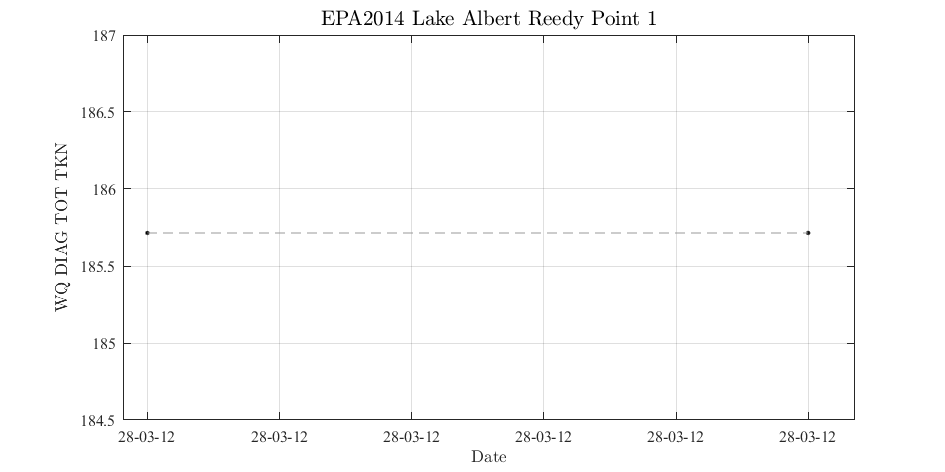 EPA2014 Lake Albert Reedy Point 1
187
186.5
186
185.5
185
184.5
WQ DIAG TOT TKN
28-03-12 28-03-12 28-03-12 28-03-12 28-03-12 28-03-12
Date